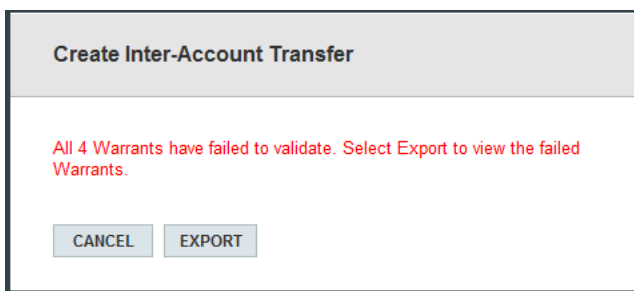 Create Inter-Account Transfer
All 4 Warrants have failed to validate. Select Export to view the failed
Warrants.
CANCEL EXPORT